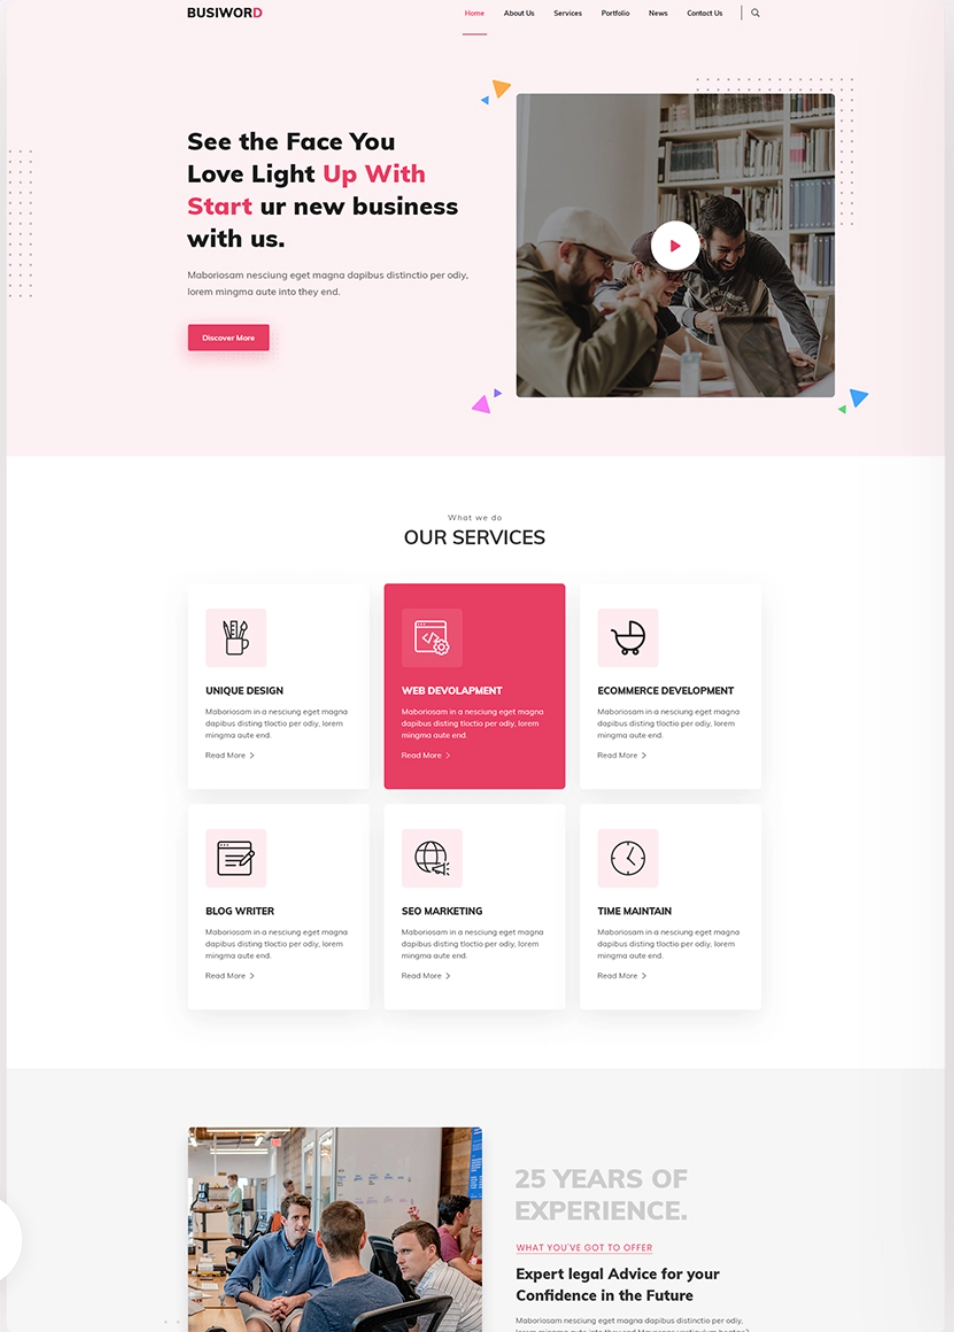 BUSIWORD
Home About Us Services Portfolio News Contact Us
See the Face You
Love Light Up With
Start ur new business
with us.
Maboriosam nesciung eget magna dapibus distinctio per odiy,
lorem mingma aute into they end.
Discover More
What we do
OUR SERVICES
UNIQUE DESIGN
Maboriosam in a nesciung eget magna
dapibus disting tloctio per odiy, lorem
mingma aute end.
Read More
WEB DEVOLAPMENT
Maboriosam in a nesciung eget magna
dapibus disting tloctio per odiy, lorem
mingma aute end.
Read More
ECOMMERCE DEVELOPMENT
Maboriosam in a nesciung eget magna
dapibus disting tloctio per odiy, lorem
mingma aute end.
Read More
BLOG WRITER
Maboriosam in a nesciung eget magna
dapibus disting tloctio per odiy, lorem
mingma aute end.
Read More
SEO MARKETING
Maboriosam in a nesciung eget magna
dapibus disting tloctio per odiy, lorem
mingma aute end.
Read More
TIME MAINTAIN
Maboriosam in a nesciung eget magna
dapibus disting tloctio per odiy, lorem
mingma aute end.
Read More
25 YEARS OF
EXPERIENCE.
WHAT YOU'VE GOT TO OFFER
Expert legal Advice for your
Confidence in the Future
Maboriosam nesciung eget magna dapibus distinctio per odiy,